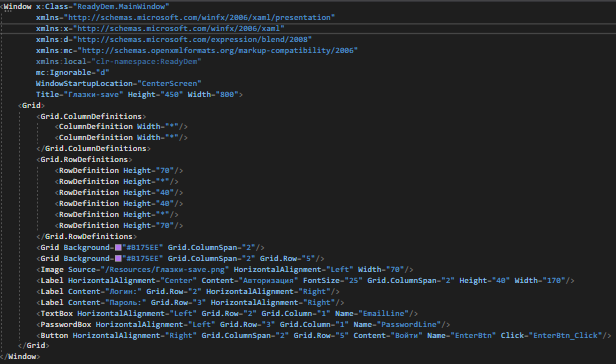 <Window x:Class="ReadyDem.MainWindow"
xmlns="http://schemas.microsoft.com/winfx/2006/xaml/presentation"
xmlns:x="http://schemas.microsoft.com/winfx/2006/xaml"
xmlns:d="http://schemas.microsoft.com/expression/blend/2008"
xmlns:mc="http://schemas.openxmlformats.org/markup-compatibility/2006"
xmlns:local="clr-namespace:ReadyDem"
mc:Ignorable="d"
WindowStartupLocation="CenterScreen"
Title="Глазки-save" Height="450" Width="800">
<Grid>
<Grid.ColumnDefinitions>
<ColumnDefinition Width="*"/>
<ColumnDefinition Width="*"/>
</Grid.ColumnDefinitions>
<Grid.RowDefinitions>
<RowDefinition Height="70"/>
<RowDefinition Height="*"/>
<RowDefinition Height="40"/>
<RowDefinition Height="40"/>
<RowDefinition Height="*"/>
<RowDefinition Height="70"/>
</Grid.RowDefinitions>
<Grid Background="#B175EE" Grid.ColumnSpan="2"/>
<Grid Background="#B175EE" Grid.ColumnSpan="2" Grid.Row="5"/>
<Image Source="/Resources/Глазки-save.png" HorizontalAlignment="Left" Width="70"/>
<Label HorizontalAlignment="Center" Content="Авторизация" FontSize="25" Grid.ColumnSpan="2" Height="40" Width="170"/>
<Label Content="Логин:" Grid.Row="2" HorizontalAlignment="Right"/>
<Label Content="Пароль:" Grid.Row="3" HorizontalAlignment="Right"/>
<TextBox HorizontalAlignment="Left" Grid.Row="2" Grid.Column="1" Name="EmailLine"/>
<PasswordBox HorizontalAlignment="Left" Grid.Row="3" Grid.Column="1" Name="PasswordLine"/>
<Button HorizontalAlignment="Right" Grid.ColumnSpan="2" Grid.Row="5" Content="Войти" Name="EnterBtn" Click="EnterBtn_Click"/>
</Grid>
</Window>